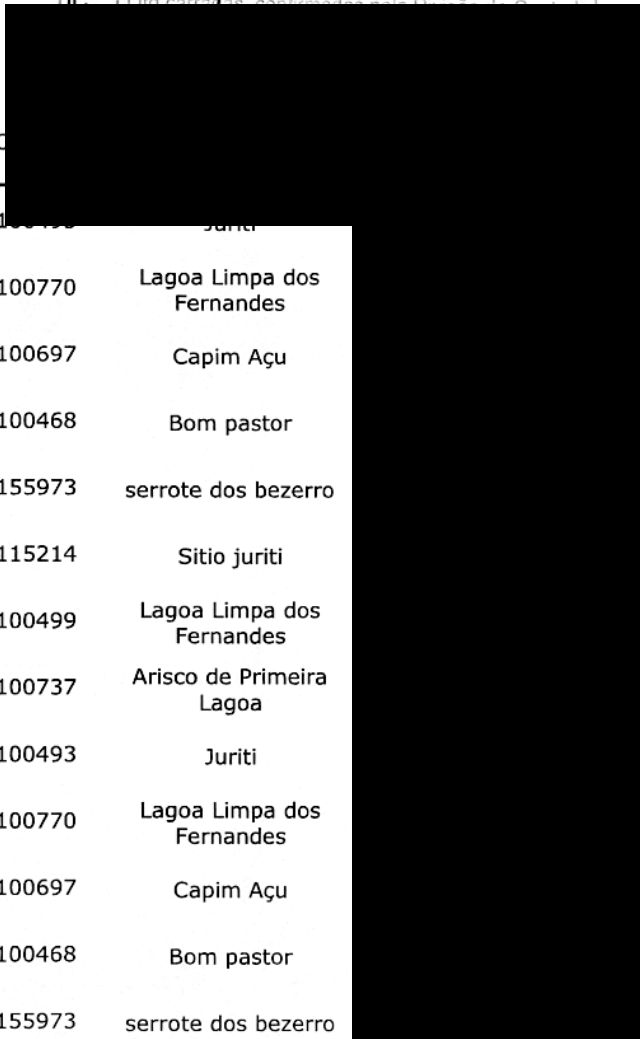 100493 Juriti
100770 Lagoa Limpa dos
Fernandes
100697 Capim Açu
100468 Bom pastor
155973 serrote dos bezerro
115214 Sitio juriti
100499 Lagoa Limpa dos
Fernandes
100737 Arisco de Primeira
Lagoa
100493 Juriti
100770 Lagoa Limpa dos
Fernandes
100697 Capim Açu
100468 Bom pastor
155973 serrote dos bezerro